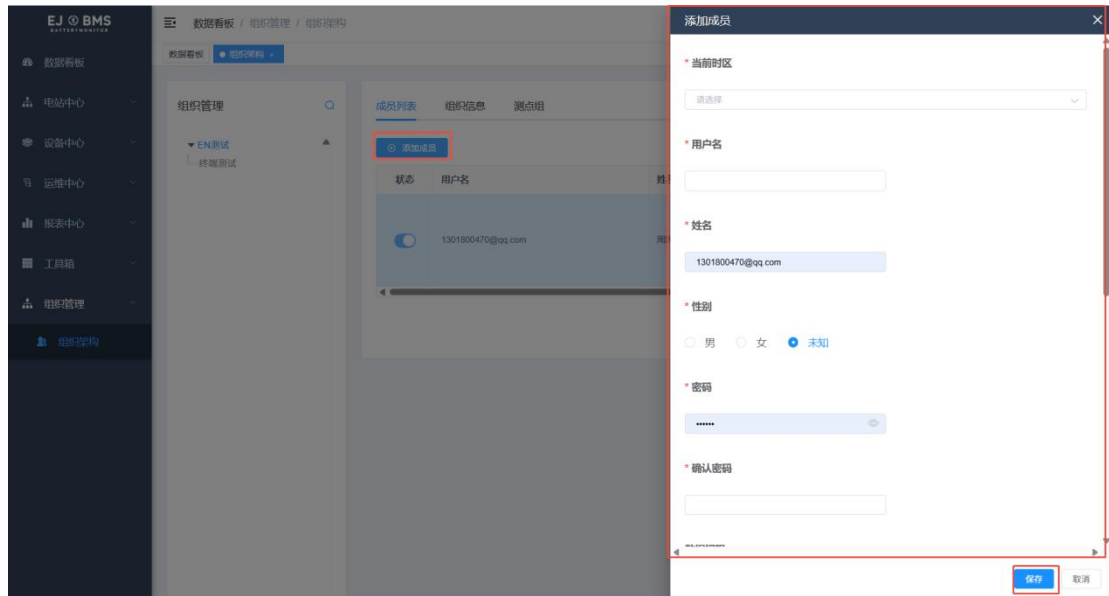 EJ BMS
BATTERYMONITOR
数据看板
电站中心
设备中心
运维中心
报表中心
工具箱
组织管理
组织架构
数据看板 / 组织管理 / 组织架构
数据看板
组织架构 ×
组织管理
EN测试
终端测试
成员列表 组织信息 测点组
添加成员
状态 用户名
1301800470@qq.com
添加成员
* 当前时区
请选择
* 用户名
* 姓名
1301800470@qq.com
* 性别
男 女 未知
* 密码
••••••
* 确认密码
保存 取消